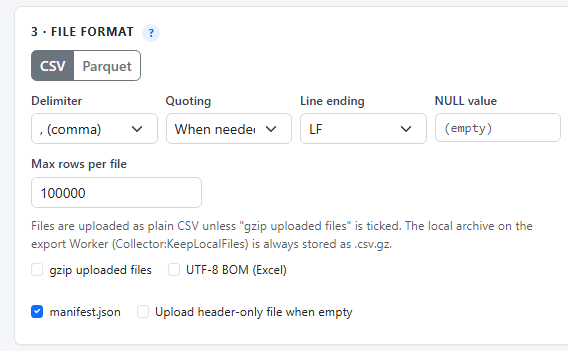 3 · FILE FORMAT ?
CSV Parquet
Delimiter Quoting Line ending NULL value
, (comma) When neede LF (empty)
Max rows per file
100000
Files are uploaded as plain CSV unless "gzip uploaded files" is ticked. The local archive on the
export Worker (Collector:KeepLocalFiles) is always stored as .csv.gz.
gzip uploaded files UTF-8 BOM (Excel)
manifest.json Upload header-only file when empty